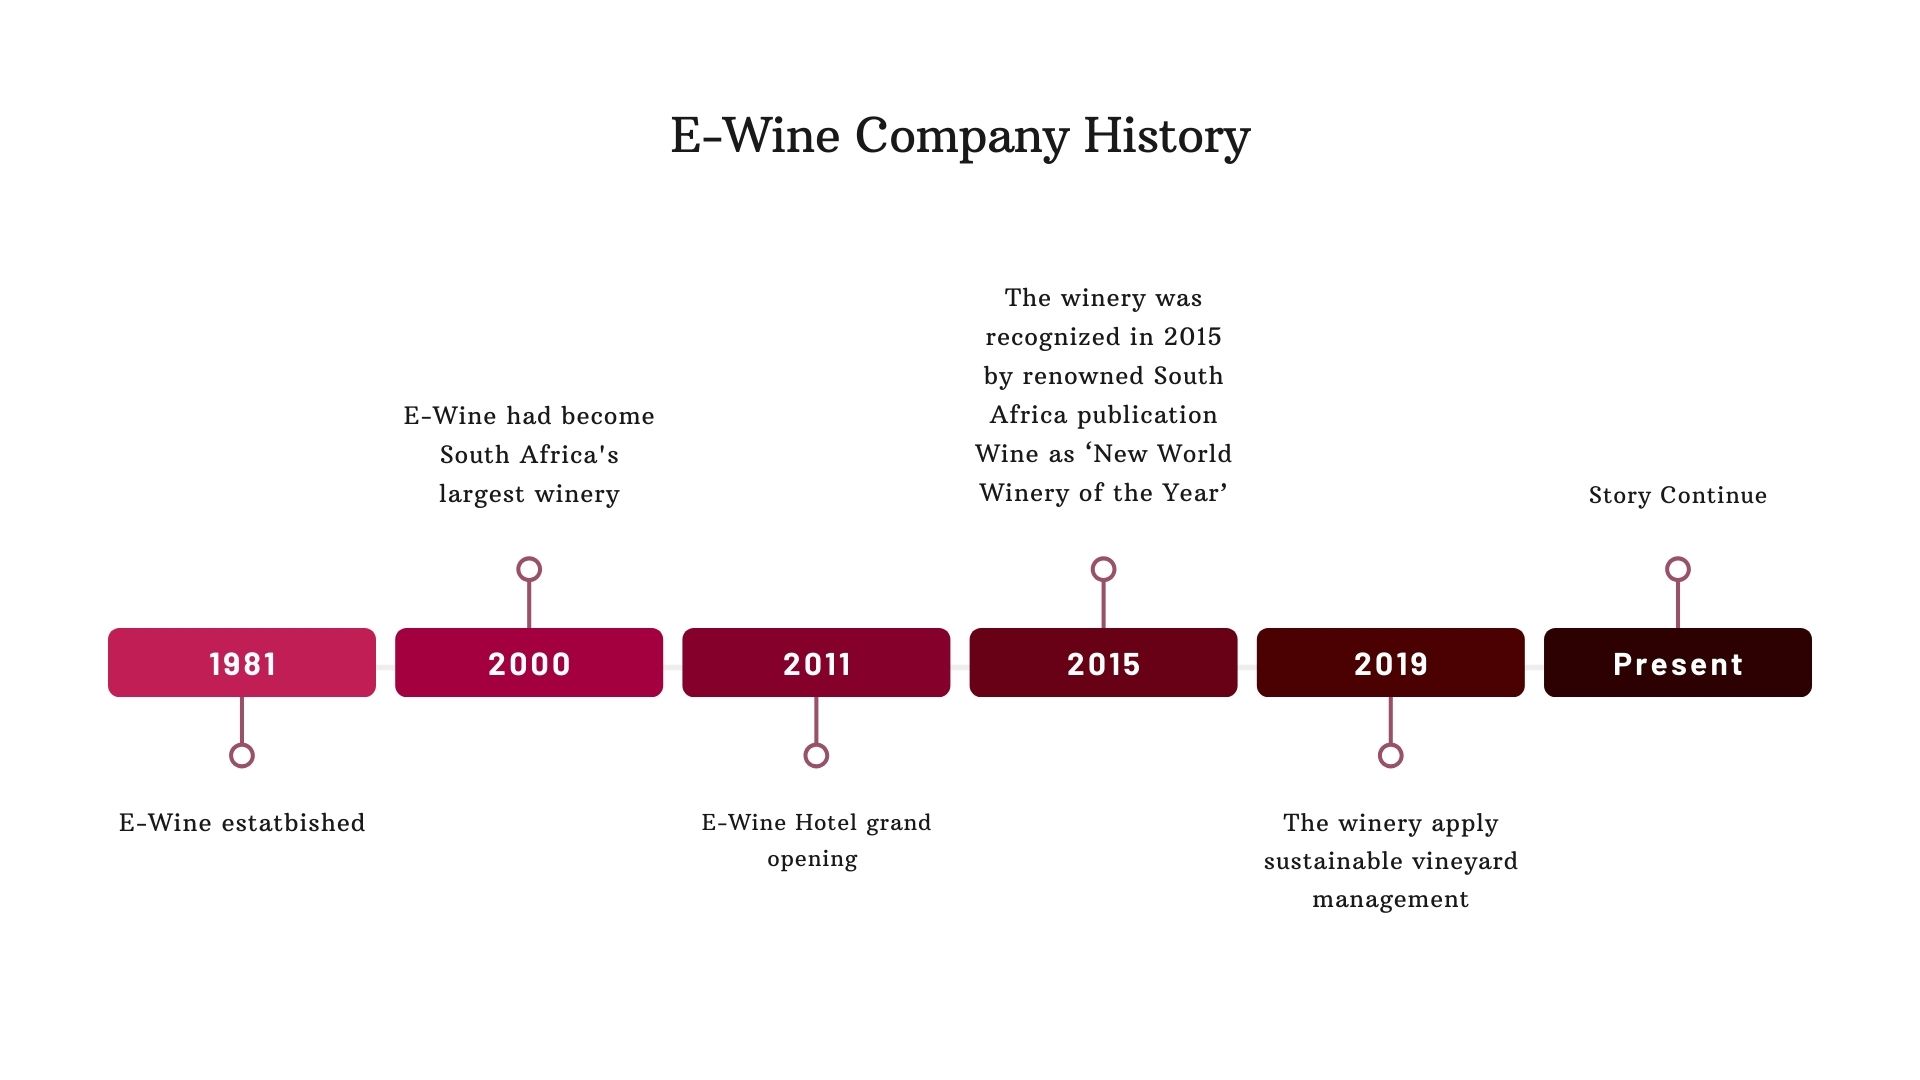 E-Wine Company History
The winery was
recognized in 2015
by renowned South
Africa publication
Wine as ‘New World
Winery of the Year’
E-Wine had become
South Africa's
largest winery
Story Continue
1981
2000
2011
2015
2019
Present
E-Wine estatbished
E-Wine Hotel grand
opening
The winery apply
sustainable vineyard
management